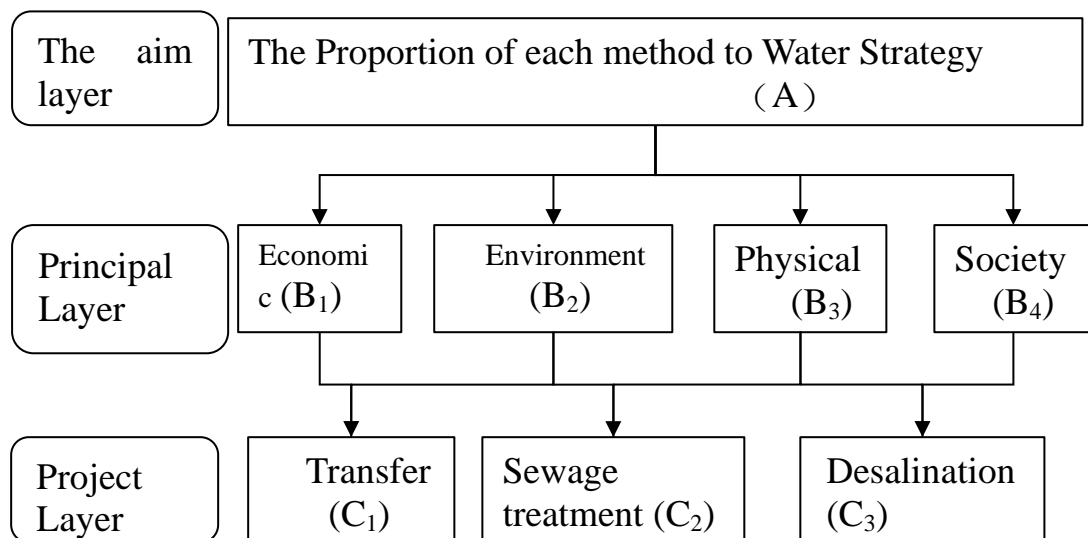 The aim
layer
The Proportion of each method to Water Strategy
（A）
Principal
Layer
Economi
c (B₁)
Environment
(B₂)
Physical
(B₃)
Society
(B₄)
Project
Layer
Transfer
(C₁)
Sewage
treatment (C₂)
Desalination
(C₃)